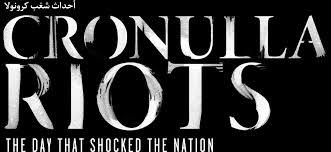 أحداث شغب كرونولا
CRONULLA
RIOTS
THE DAY THAT SHOCKED THE NATION